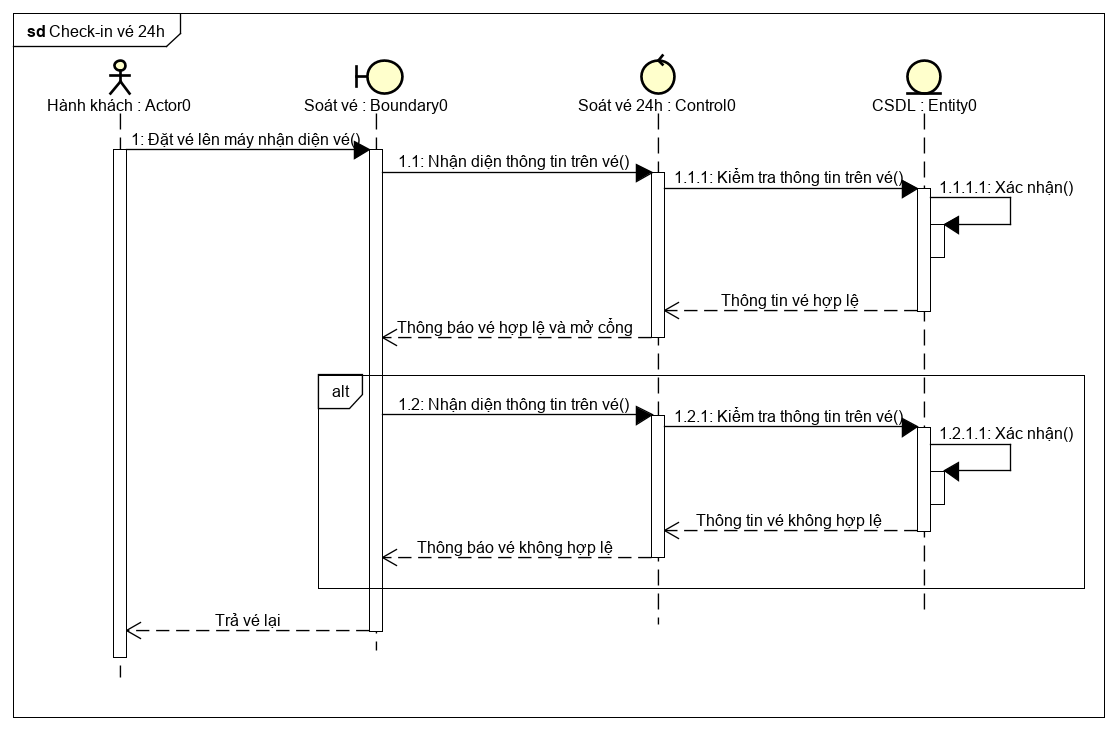 sd Check-in vé 24h
Hành khách : Actor0
Soát vé : Boundary0
Soát vé 24h : Control0
CSDL : Entity0
1: Đặt vé lên máy nhận diện vé()
1.1: Nhận diện thông tin trên vé()
1.1.1: Kiểm tra thông tin trên vé()
1.1.1.1: Xác nhận()
Thông tin vé hợp lệ
Thông báo vé hợp lệ và mở cổng
alt
1.2: Nhận diện thông tin trên vé()
1.2.1: Kiểm tra thông tin trên vé()
1.2.1.1: Xác nhận()
Thông tin vé không hợp lệ
Thông báo vé không hợp lệ
Trả vé lại